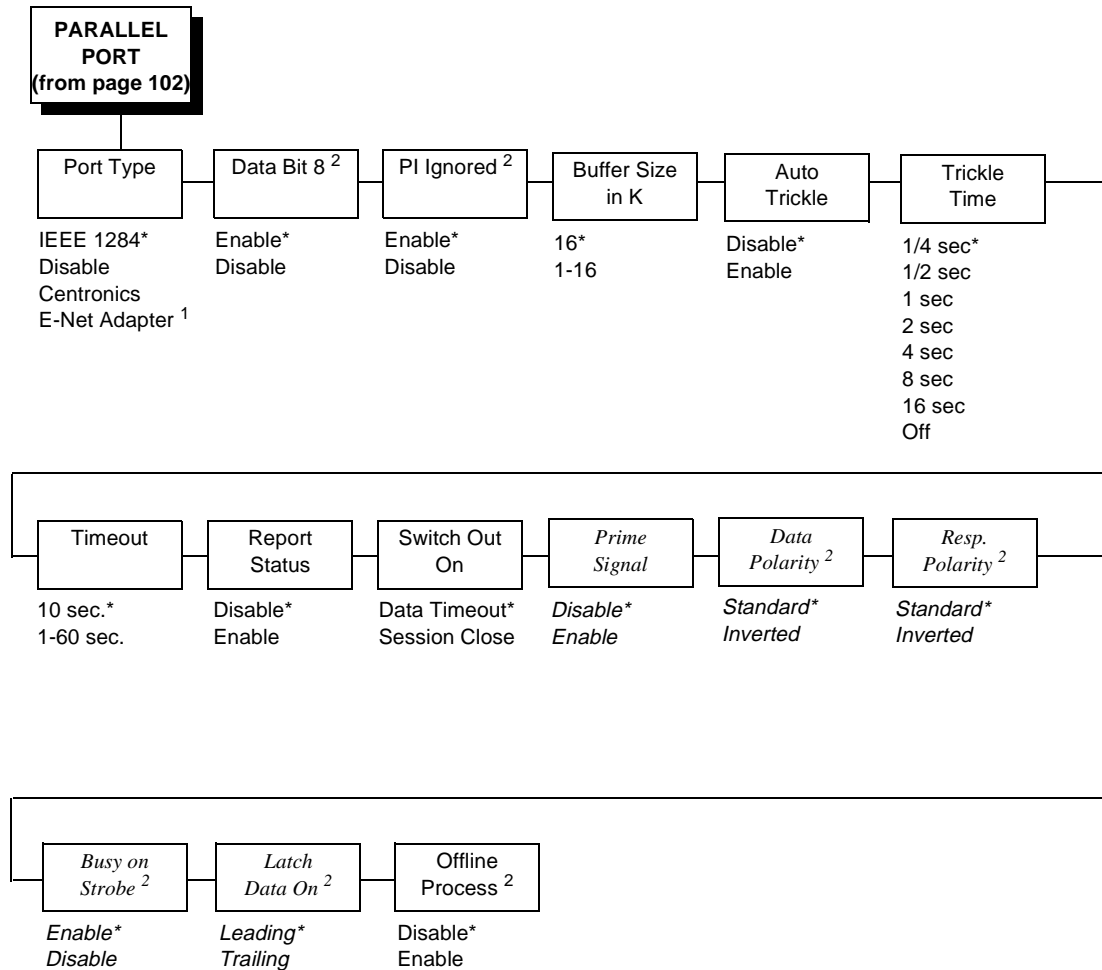 PARALLEL
PORT
(from page 102)
Port Type
IEEE 1284*
Disable
Centronics
E-Net Adapter 1
Data Bit 8 2
Enable*
Disable
PI Ignored 2
Enable*
Disable
Buffer Size
in K
16*
1-16
Auto
Trickle
Disable*
Enable
Trickle
Time
1/4 sec*
1/2 sec
1 sec
2 sec
4 sec
8 sec
16 sec
Off
Timeout
10 sec.*
1-60 sec.
Report
Status
Disable*
Enable
Switch Out
On
Data Timeout*
Session Close
Prime
Signal
Disable*
Enable
Data
Polarity 2
Standard*
Inverted
Resp.
Polarity 2
Standard*
Inverted
Busy on
Strobe 2
Enable*
Disable
Latch
Data On 2
Leading*
Trailing
Offline
Process 2
Disable*
Enable